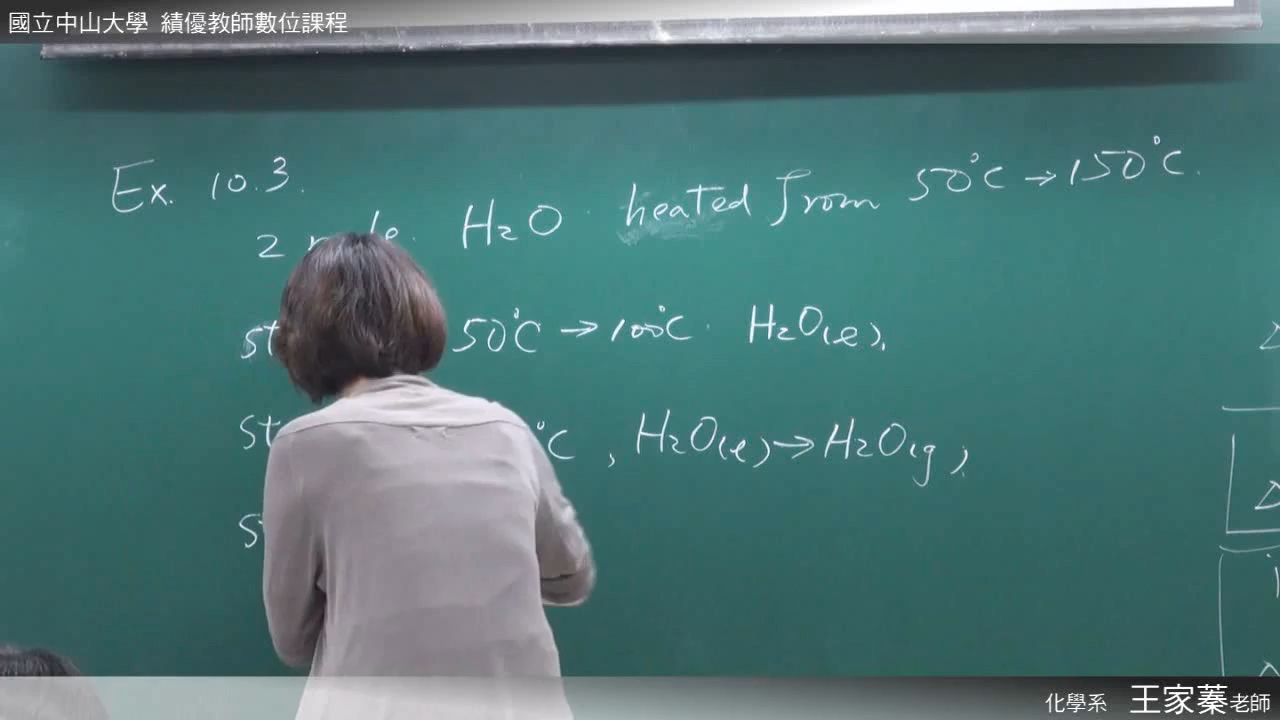 國立中山大學 績優教師數位課程
Ex. 10.3.
2 H₂O heated from 50°C → 150°C.
50°C → 100°C. H₂O(l),
°C, H₂O(l) → H₂O(g),
化學系 王家蓁老師